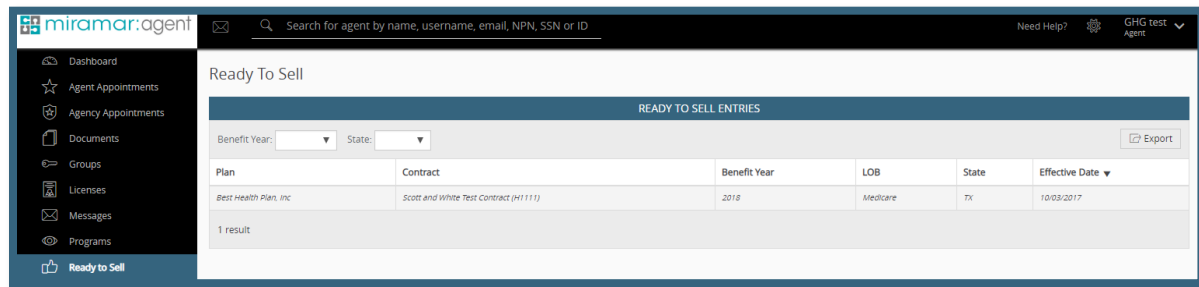 miramar:agent
Search for agent by name, username, email, NPN, SSN or ID
Need Help?
GHG test
Agent
Dashboard
Agent Appointments
Agency Appointments
Documents
Groups
Licenses
Messages
Programs
Ready to Sell
Ready To Sell
READY TO SELL ENTRIES
Benefit Year: State: Export
Plan Contract Benefit Year LOB State Effective Date
Best Health Plan, Inc Scott and White Test Contract (H1111) 2018 Medicare TX 10/03/2017
1 result